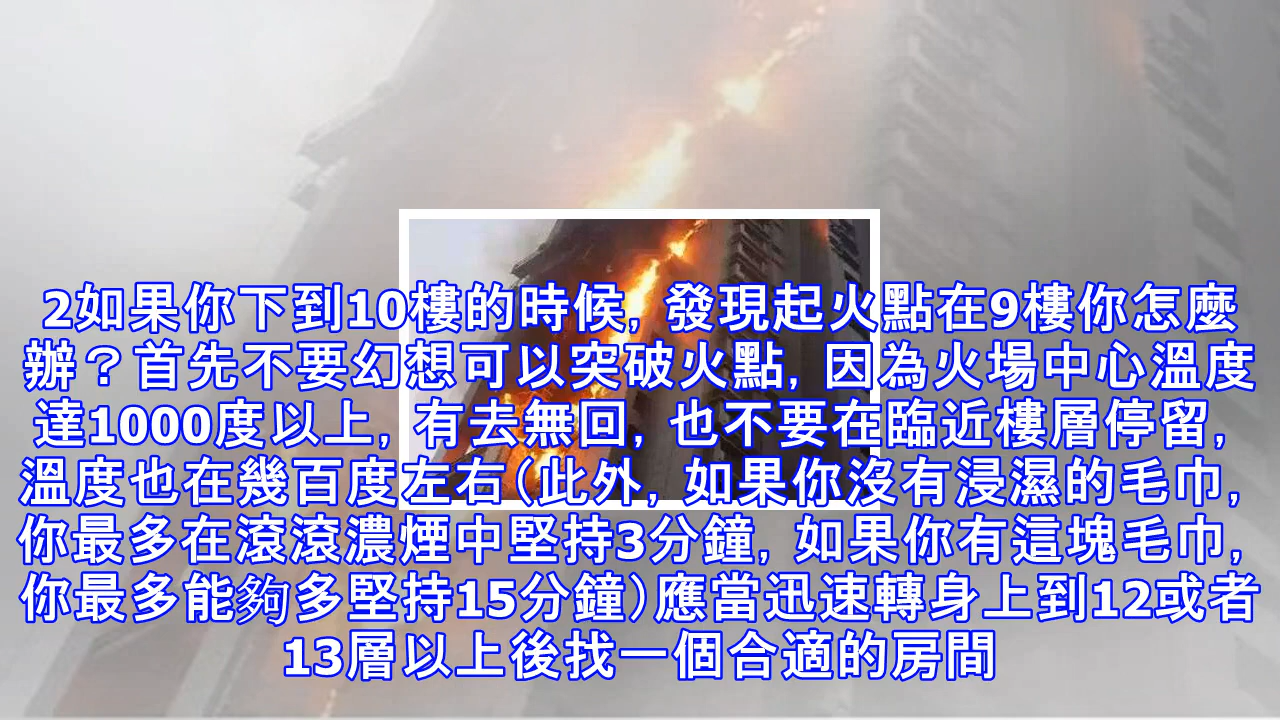 2如果你下到10樓的時候,發現起火點在9樓你怎麼
辦？首先不要幻想可以突破火點,因為火場中心溫度
達1000度以上,有去無回,也不要在臨近樓層停留,
溫度也在幾百度左右(此外,如果你沒有浸濕的毛巾,
你最多在滾滾濃煙中堅持3分鐘,如果你有這塊毛巾,
你最多能夠多堅持15分鐘)應當迅速轉身上到12或者
13層以上後找一個合適的房間